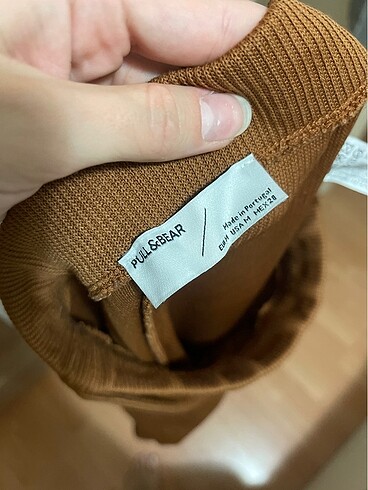 PULL&BEAR
Made in Portugal
EUR M USA M MEX 28